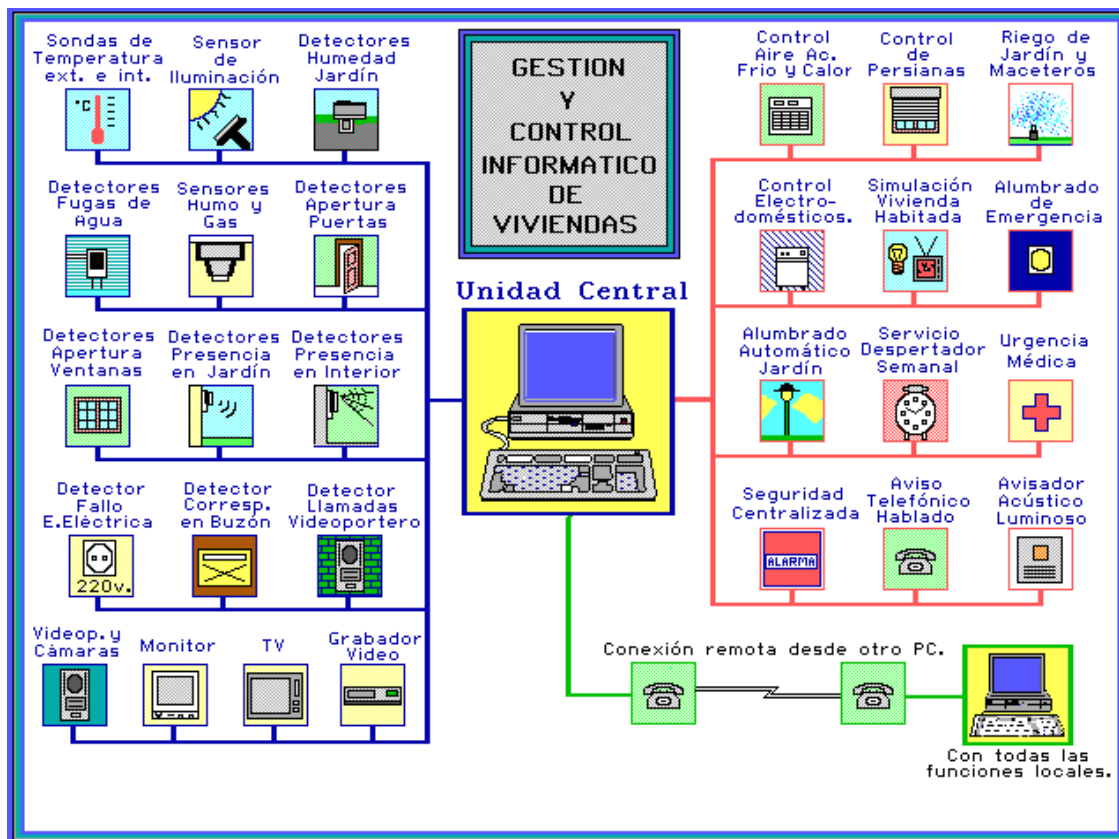 Sondas de
Temperatura
ext. e int.
Sensor
de
Iluminación
Detectores
Humedad
Jardín
°C
GESTION
Y
CONTROL
INFORMATICO
DE
VIVIENDAS
Control
Aire Ac.
Frio y Calor
Control
de
Persianas
Riego de
Jardín y
Maceteros
Detectores
Fugas de
Agua
Sensores
Humo y
Gas
Detectores
Apertura
Puertas
Control
Electro-
domésticos.
Simulación
Vivienda
Habitada
Alumbrado
de
Emergencia
Unidad Central
Detectores
Apertura
Ventanas
Detectores
Presencia
en Jardín
Detectores
Presencia
en Interior
Alumbrado
Automático
Jardín
Servicio
Despertador
Semanal
Urgencia
Médica
Detector
Fallo
E.Eléctrica
220v.
Detector
Corresp.
en Buzón
Detector
Llamadas
Videoportero
Seguridad
Centralizada
ALARMA
Aviso
Telefónico
Hablado
Avisador
Acústico
Luminoso
Videop. y
Cámaras
Monitor
TV
Grabador
Video
Conexión remota desde otro PC.
Con todas las
funciones locales.